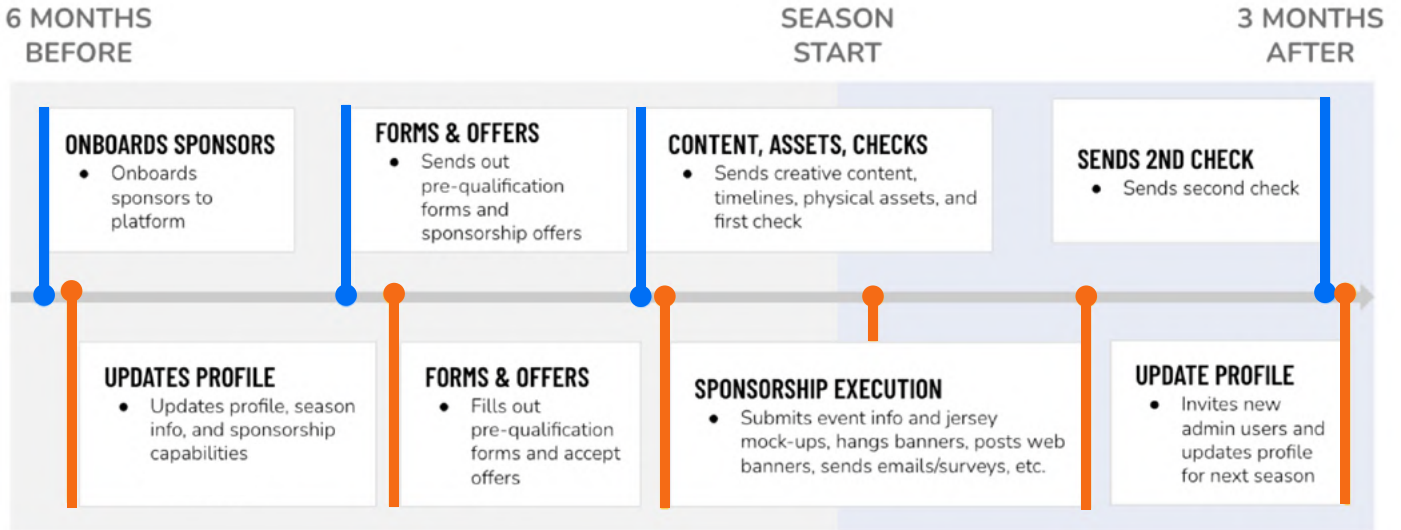 6 MONTHS
BEFORE
SEASON
START
3 MONTHS
AFTER
ONBOARDS SPONSORS
● Onboards
sponsors to
platform
FORMS & OFFERS
● Sends out
pre-qualification
forms and
sponsorship offers
CONTENT, ASSETS, CHECKS
● Sends creative content,
timelines, physical assets, and
first check
SENDS 2ND CHECK
● Sends second check
UPDATES PROFILE
● Updates profile, season
info, and sponsorship
capabilities
FORMS & OFFERS
● Fills out
pre-qualification
forms and accept
offers
SPONSORSHIP EXECUTION
● Submits event info and jersey
mock-ups, hangs banners, posts web
banners, sends emails/surveys, etc.
UPDATE PROFILE
● Invites new
admin users and
updates profile
for next season